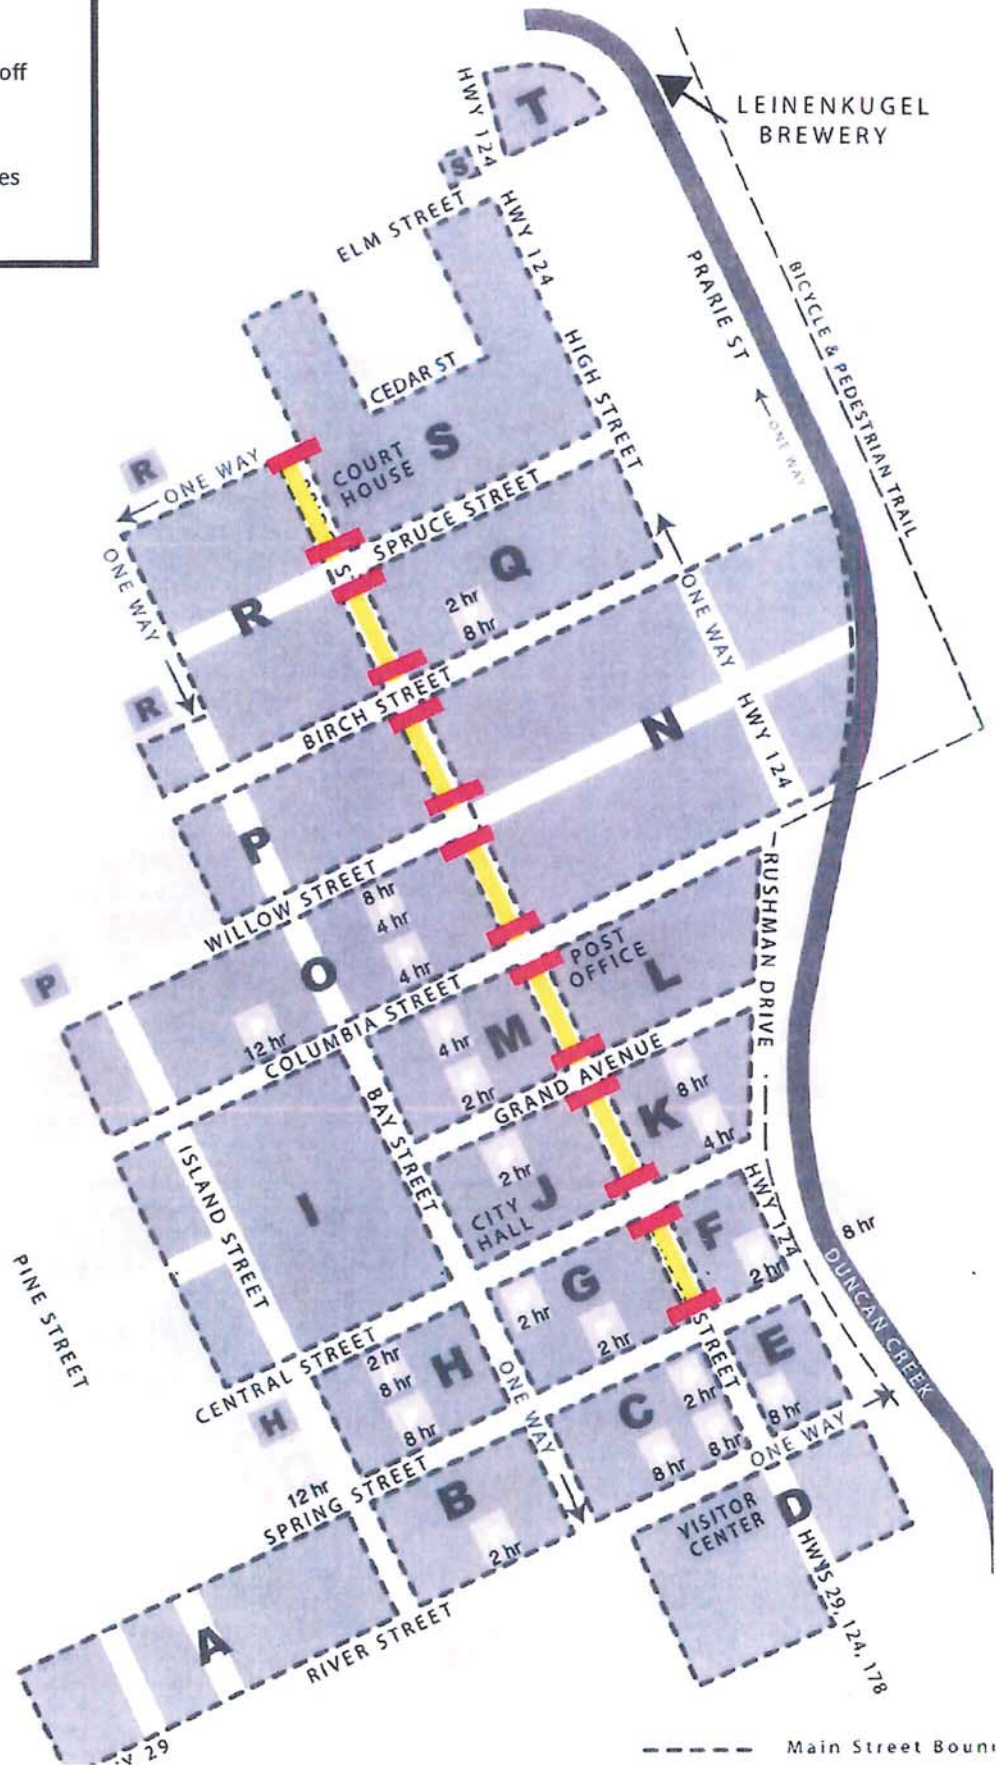 off
es
HWY 124
T
LEINENKUGEL
BREWERY
S
ELM STREET
HWY 124
PRARIE ST
BICYCLE & PEDESTRIAN TRAIL
HIGH STREET
CEDAR ST
ONE WAY
S
COURT
HOUSE
R
ONE WAY
SPRUCE STREET
ONE WAY
Q
S
R
2 hr
8 hr
ONE WAY
BIRCH STREET
R
N
HWY 124
P
WILLOW STREET
8 hr
4 hr
4 hr
O
P
POST
OFFICE
L
RUSHMAN DRIVE
12 hr
COLUMBIA STREET
4 hr
M
2 hr
GRAND AVENUE
8 hr
K
4 hr
BAY STREET
2 hr
J
CITY
HALL
ISLAND STREET
I
HWY 124
F
2 hr
8 hr
DUNCAN CREEK
PINE STREET
G
2 hr
2 hr
STREET
E
8 hr
CENTRAL STREET
2 hr
8 hr
H
8 hr
H
ONE WAY
C
2 hr
8 hr
8 hr
ONE WAY
12 hr
SPRING STREET
B
2 hr
VISITOR
CENTER
D
HWYS 29, 124, 178
A
RIVER STREET
Y 29
Main Street Boun